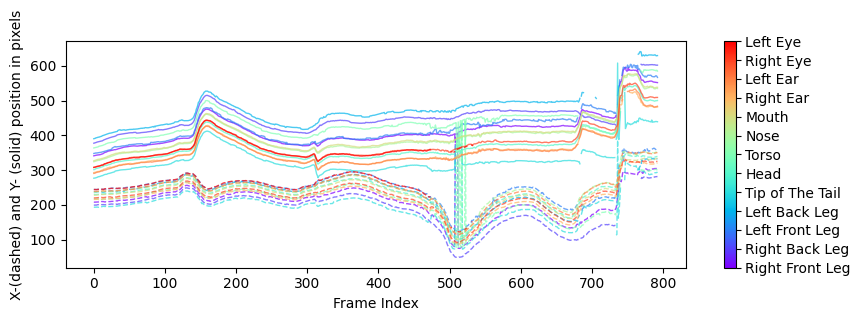 X-(dashed) and Y- (solid) position in pixels
600
500
400
300
200
100
0 100 200 300 400 500 600 700 800
Frame Index
Left Eye
Right Eye
Left Ear
Right Ear
Mouth
Nose
Torso
Head
Tip of The Tail
Left Back Leg
Left Front Leg
Right Back Leg
Right Front Leg